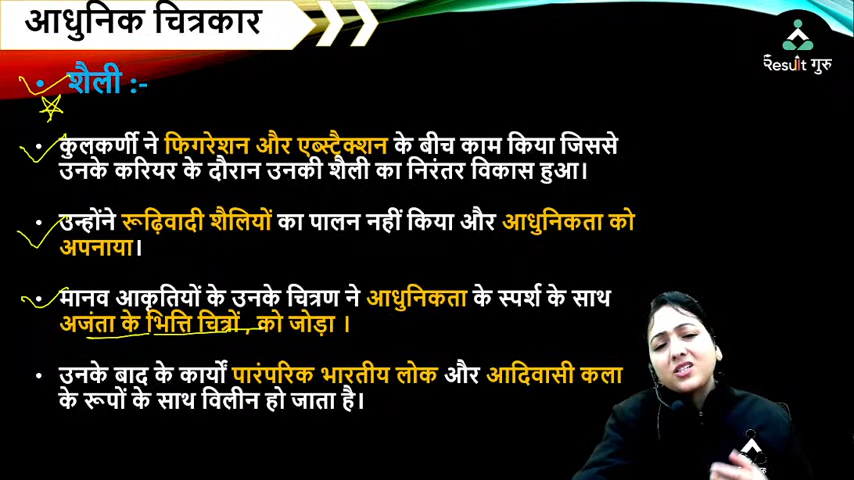 आधुनिक चित्रकार
Result गुरु
• शैली :-
• कुलकर्णी ने फिगरेशन और एब्स्ट्रैक्शन के बीच काम किया जिससे
उनके करियर के दौरान उनकी शैली का निरंतर विकास हुआ।
• उन्होंने रूढ़िवादी शैलियों का पालन नहीं किया और आधुनिकता को
अपनाया।
• मानव आकृतियों के उनके चित्रण ने आधुनिकता के स्पर्श के साथ
अजंता के भित्ति चित्रों , को जोड़ा ।
• उनके बाद के कार्यों पारंपरिक भारतीय लोक और आदिवासी कला
के रूपों के साथ विलीन हो जाता है।